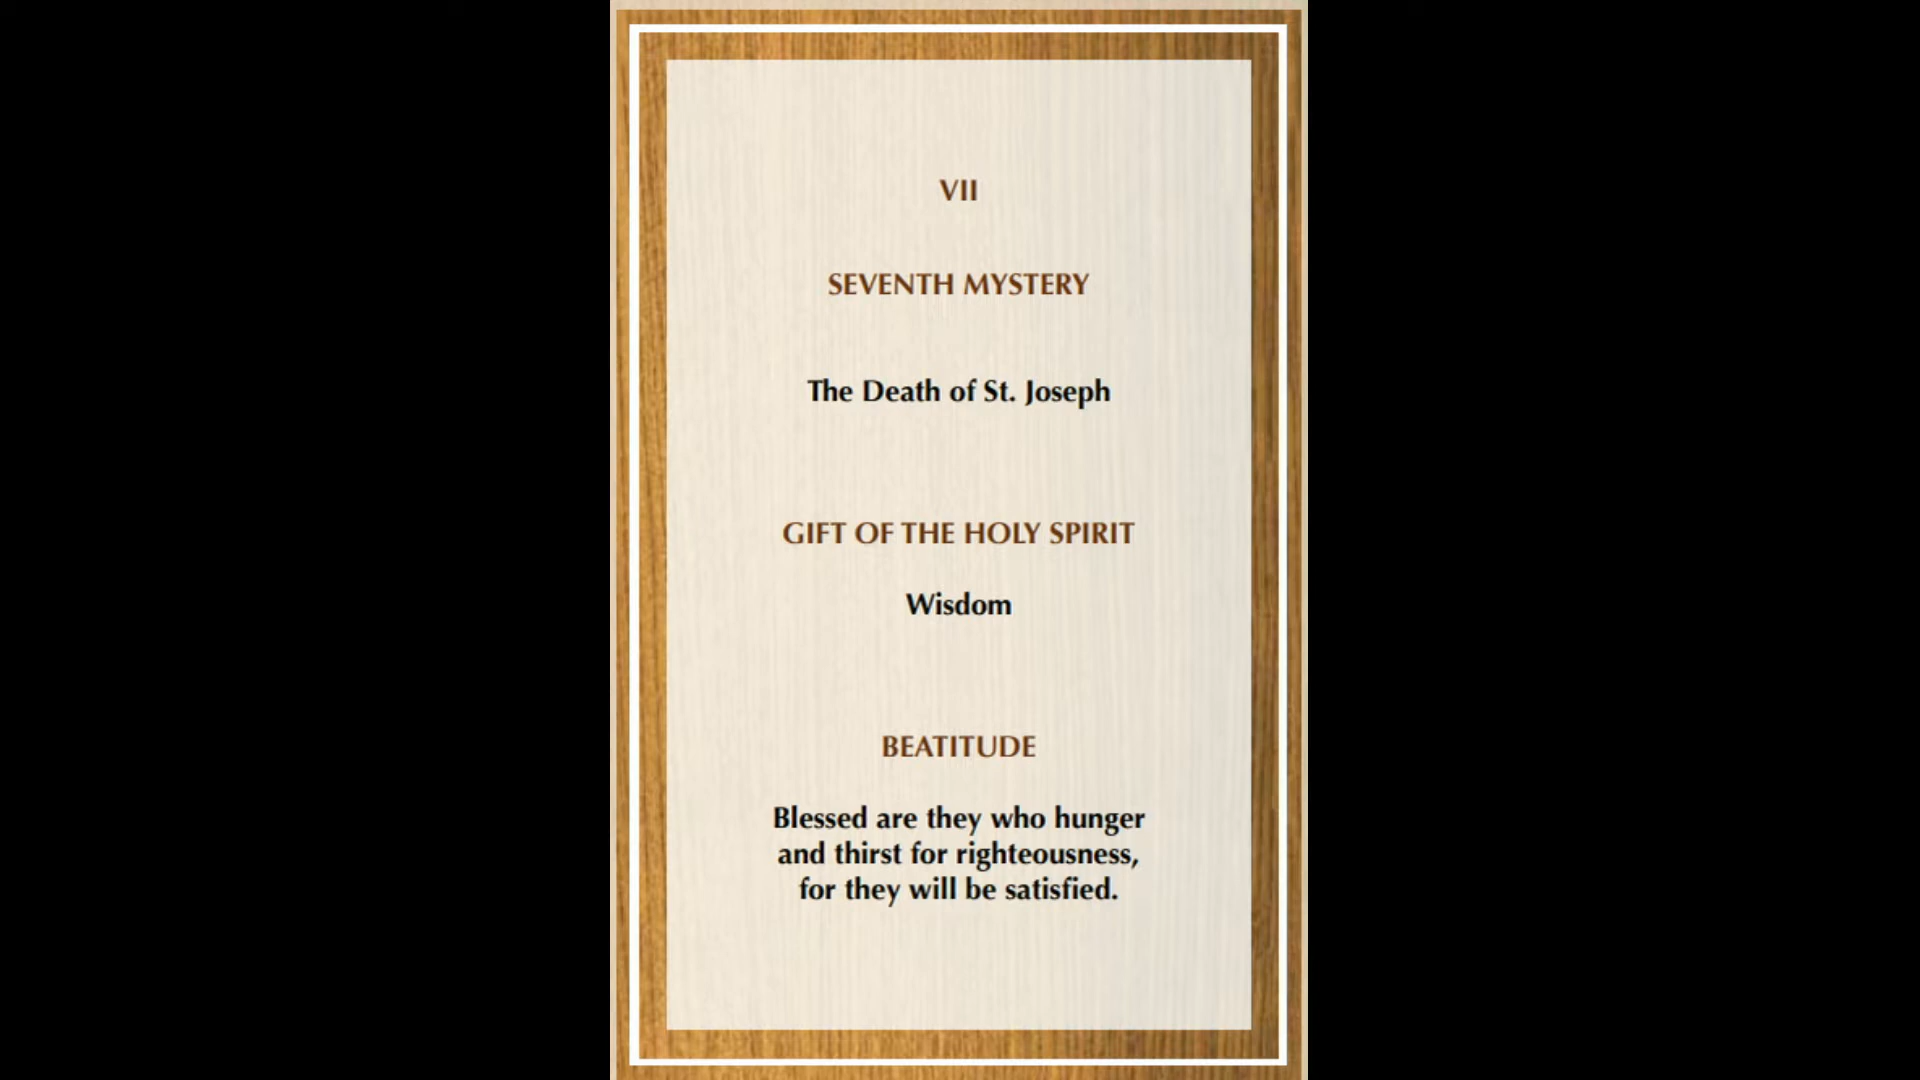 VII
SEVENTH MYSTERY
The Death of St. Joseph
GIFT OF THE HOLY SPIRIT
Wisdom
BEATITUDE
Blessed are they who hunger
and thirst for righteousness,
for they will be satisfied.